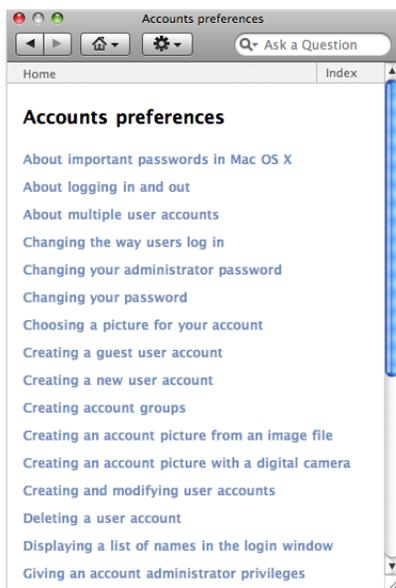 Accounts preferences
Ask a Question
Home Index
Accounts preferences
About important passwords in Mac OS X
About logging in and out
About multiple user accounts
Changing the way users log in
Changing your administrator password
Changing your password
Choosing a picture for your account
Creating a guest user account
Creating a new user account
Creating account groups
Creating an account picture from an image file
Creating an account picture with a digital camera
Creating and modifying user accounts
Deleting a user account
Displaying a list of names in the login window
Giving an account administrator privileges